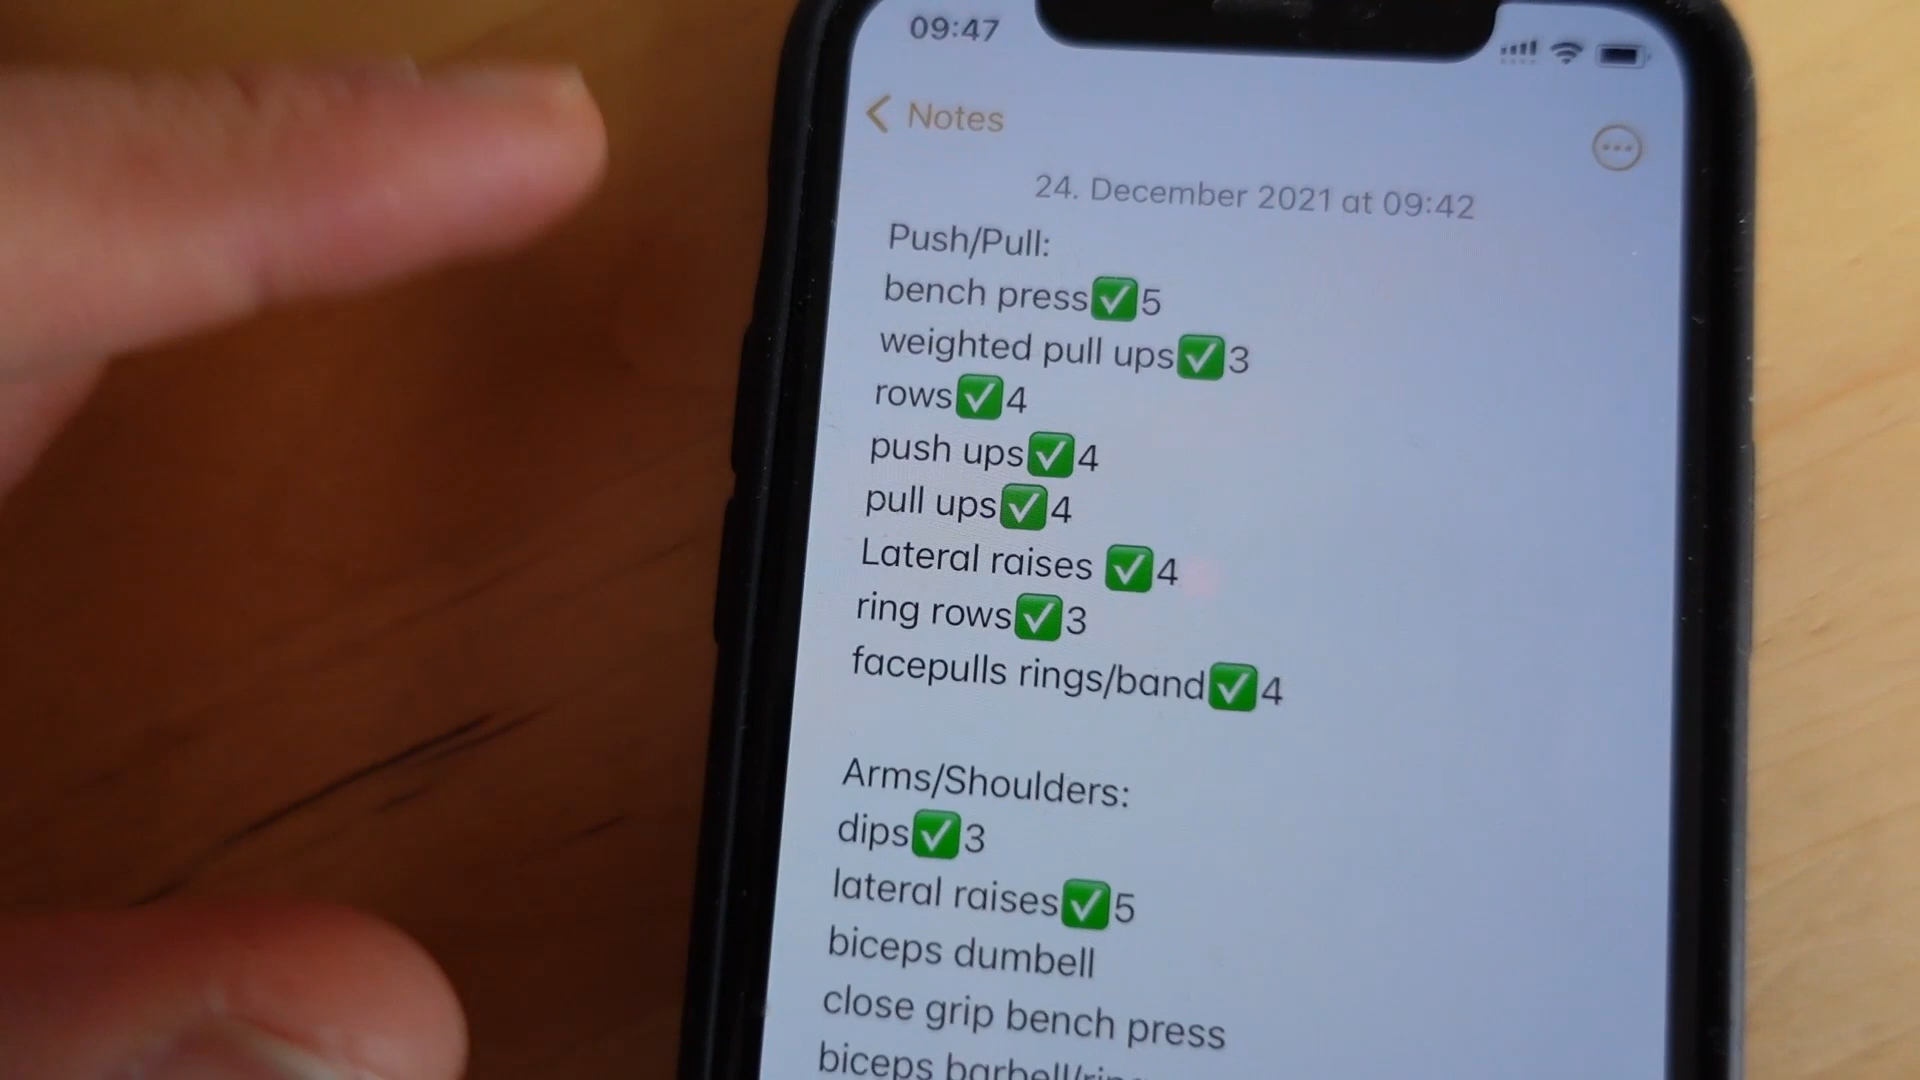 09:47
Notes
24. December 2021 at 09:42
Push/Pull:
bench press✅5
weighted pull ups✅3
rows✅4
push ups✅4
pull ups✅4
Lateral raises ✅4
ring rows✅3
facepulls rings/band✅4
Arms/Shoulders:
dips✅3
lateral raises✅5
biceps dumbell
close grip bench press
biceps